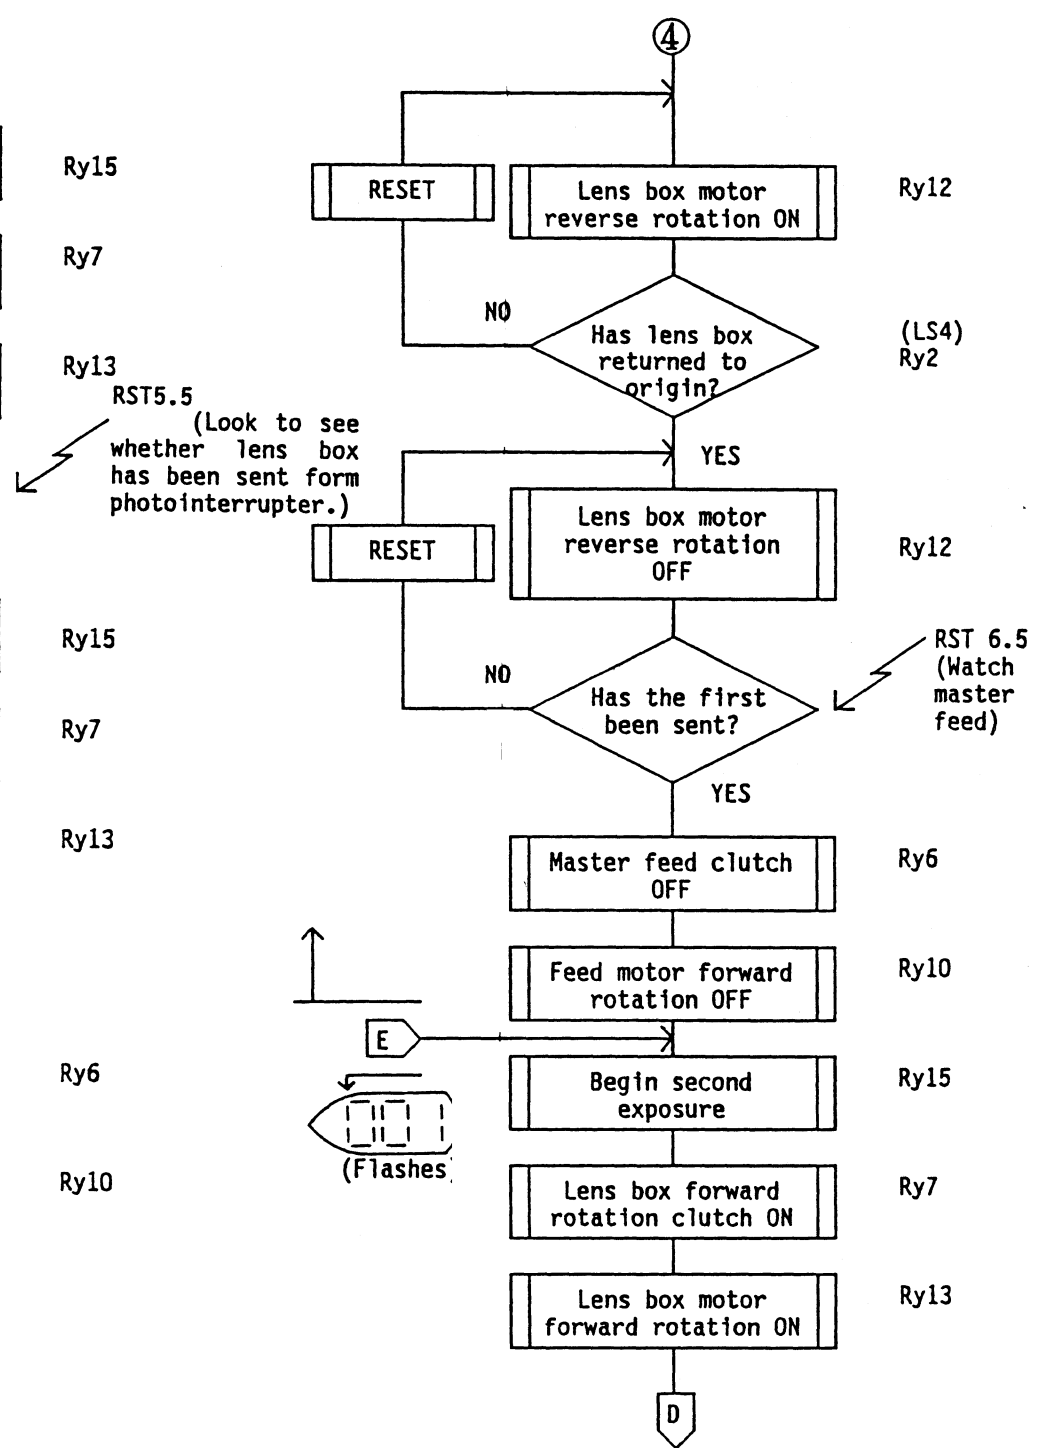 ④
Ry15
RESET
Lens box motor
reverse rotation ON
Ry12
Ry7
NO
Has lens box
returned to
origin?
(LS4)
Ry2
Ry13
RST5.5
(Look to see
whether lens box
has been sent form
photointerrupter.)
YES
RESET
Lens box motor
reverse rotation
OFF
Ry12
Ry15
NO
Has the first
been sent?
RST 6.5
(Watch
master
feed)
Ry7
YES
Ry13
Master feed clutch
OFF
Ry6
Feed motor forward
rotation OFF
Ry10
E
Ry6
Begin second
exposure
Ry15
(Flashes
Ry10
Lens box forward
rotation clutch ON
Ry7
Lens box motor
forward rotation ON
Ry13
D